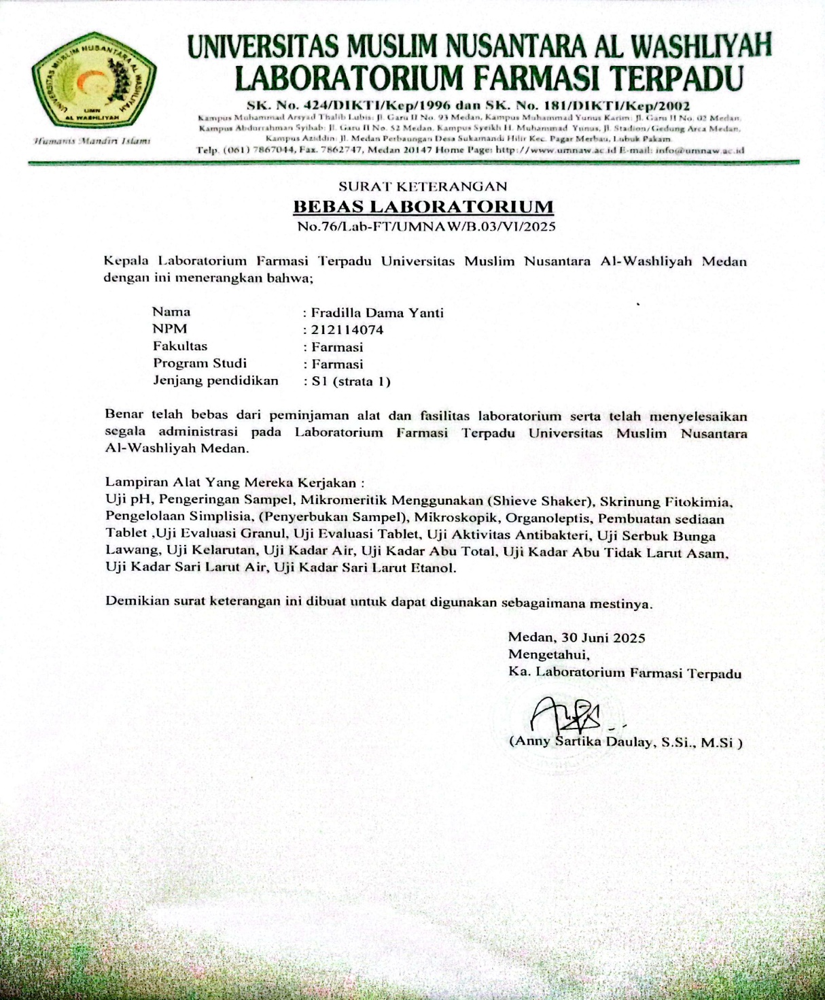 UNIVERSITAS MUSLIM NUSANTARA AL WASHLIYAH
UMN
AL WASHLIYAH
Humanis Mandiri Islami
UNIVERSITAS MUSLIM NUSANTARA AL WASHLIYAH
LABORATORIUM FARMASI TERPADU
SK. No. 424/DIKTI/Kep/1996 dan SK. No. 181/DIKTI/Kep/2002
Kampus Muhammad Arsyad Thalib Lubis: Jl. Garu II No. 93 Medan, Kampus Muhammad Yunus Karim: Jl. Garu II No. 02 Medan,
Kampus Abdurrahman Syihab: Jl. Garu II No. 52 Medan, Kampus Syeikh H. Muhammad Yunus, Jl. Stadion/Gedung Arca Medan,
Kampus Aziddin: Jl. Medan Perbaungan Desa Sukamandi Hilir Kec. Pagar Merbau, Lubuk Pakam
Telp. (061) 7867044, Fax. 7862747, Medan 20147 Home Page: http://www.umnaw.ac.id E-mail: info@umnaw.ac.id
SURAT KETERANGAN
BEBAS LABORATORIUM
No.76/Lab-FT/UMNAW/B.03/VI/2025
Kepala Laboratorium Farmasi Terpadu Universitas Muslim Nusantara Al-Washliyah Medan
dengan ini menerangkan bahwa;
Nama : Fradilla Dama Yanti
NPM : 212114074
Fakultas : Farmasi
Program Studi : Farmasi
Jenjang pendidikan : S1 (strata 1)
Benar telah bebas dari peminjaman alat dan fasilitas laboratorium serta telah menyelesaikan
segala administrasi pada Laboratorium Farmasi Terpadu Universitas Muslim Nusantara
Al-Washliyah Medan.
Lampiran Alat Yang Mereka Kerjakan :
Uji pH, Pengeringan Sampel, Mikromeritik Menggunakan (Shieve Shaker), Skrinung Fitokimia,
Pengelolaan Simplisia, (Penyerbukan Sampel), Mikroskopik, Organoleptis, Pembuatan sediaan
Tablet ,Uji Evaluasi Granul, Uji Evaluasi Tablet, Uji Aktivitas Antibakteri, Uji Serbuk Bunga
Lawang, Uji Kelarutan, Uji Kadar Air, Uji Kadar Abu Total, Uji Kadar Abu Tidak Larut Asam,
Uji Kadar Sari Larut Air, Uji Kadar Sari Larut Etanol.
Demikian surat keterangan ini dibuat untuk dapat digunakan sebagaimana mestinya.
Medan, 30 Juni 2025
Mengetahui,
Ka. Laboratorium Farmasi Terpadu
(Anny Sartika Daulay, S.Si., M.Si )